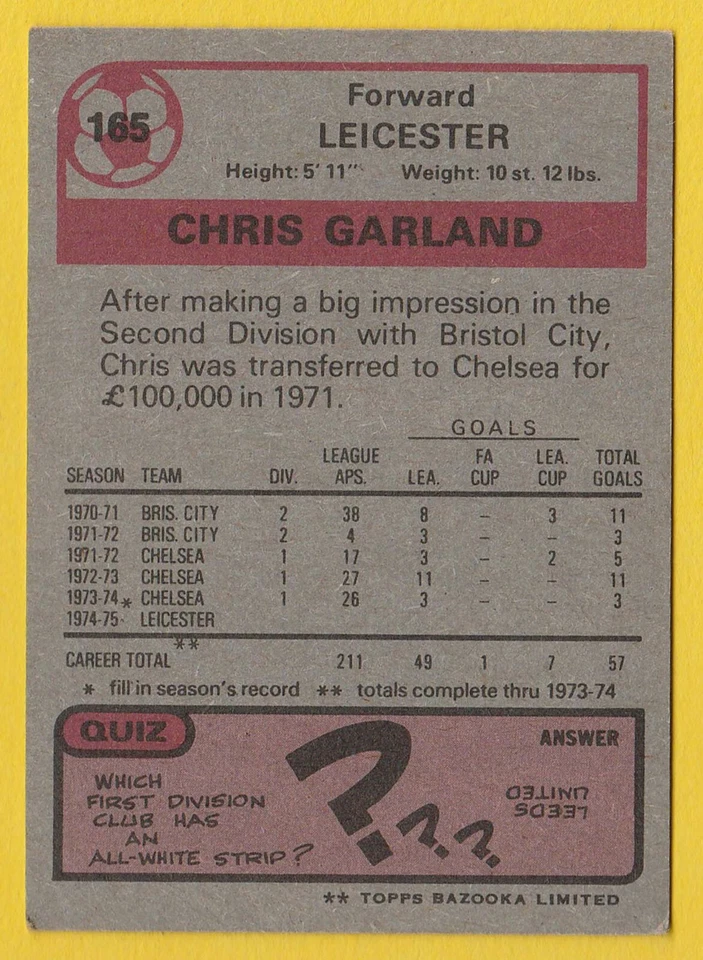 165
Forward
LEICESTER
Height: 5' 11" Weight: 10 st. 12 lbs.
CHRIS GARLAND
After making a big impression in the
Second Division with Bristol City,
Chris was transferred to Chelsea for
£100,000 in 1971.
GOALS
SEASON TEAM DIV. LEAGUE APS. LEA. FA CUP LEA. CUP TOTAL GOALS
1970-71 BRIS. CITY 2 38 8 – 3 11
1971-72 BRIS. CITY 2 4 3 – – 3
1971-72 CHELSEA 1 17 3 – 2 5
1972-73 CHELSEA 1 27 11 – – 11
1973-74 CHELSEA 1 26 3 – – 3
1974-75 * LEICESTER
CAREER TOTAL ** 211 49 1 7 57
* fill in season's record ** totals complete thru 1973-74
QUIZ
WHICH
FIRST DIVISION
CLUB HAS
AN
ALL-WHITE STRIP?
? ? ?
ANSWER
LEEDS
UNITED
** TOPPS BAZOOKA LIMITED